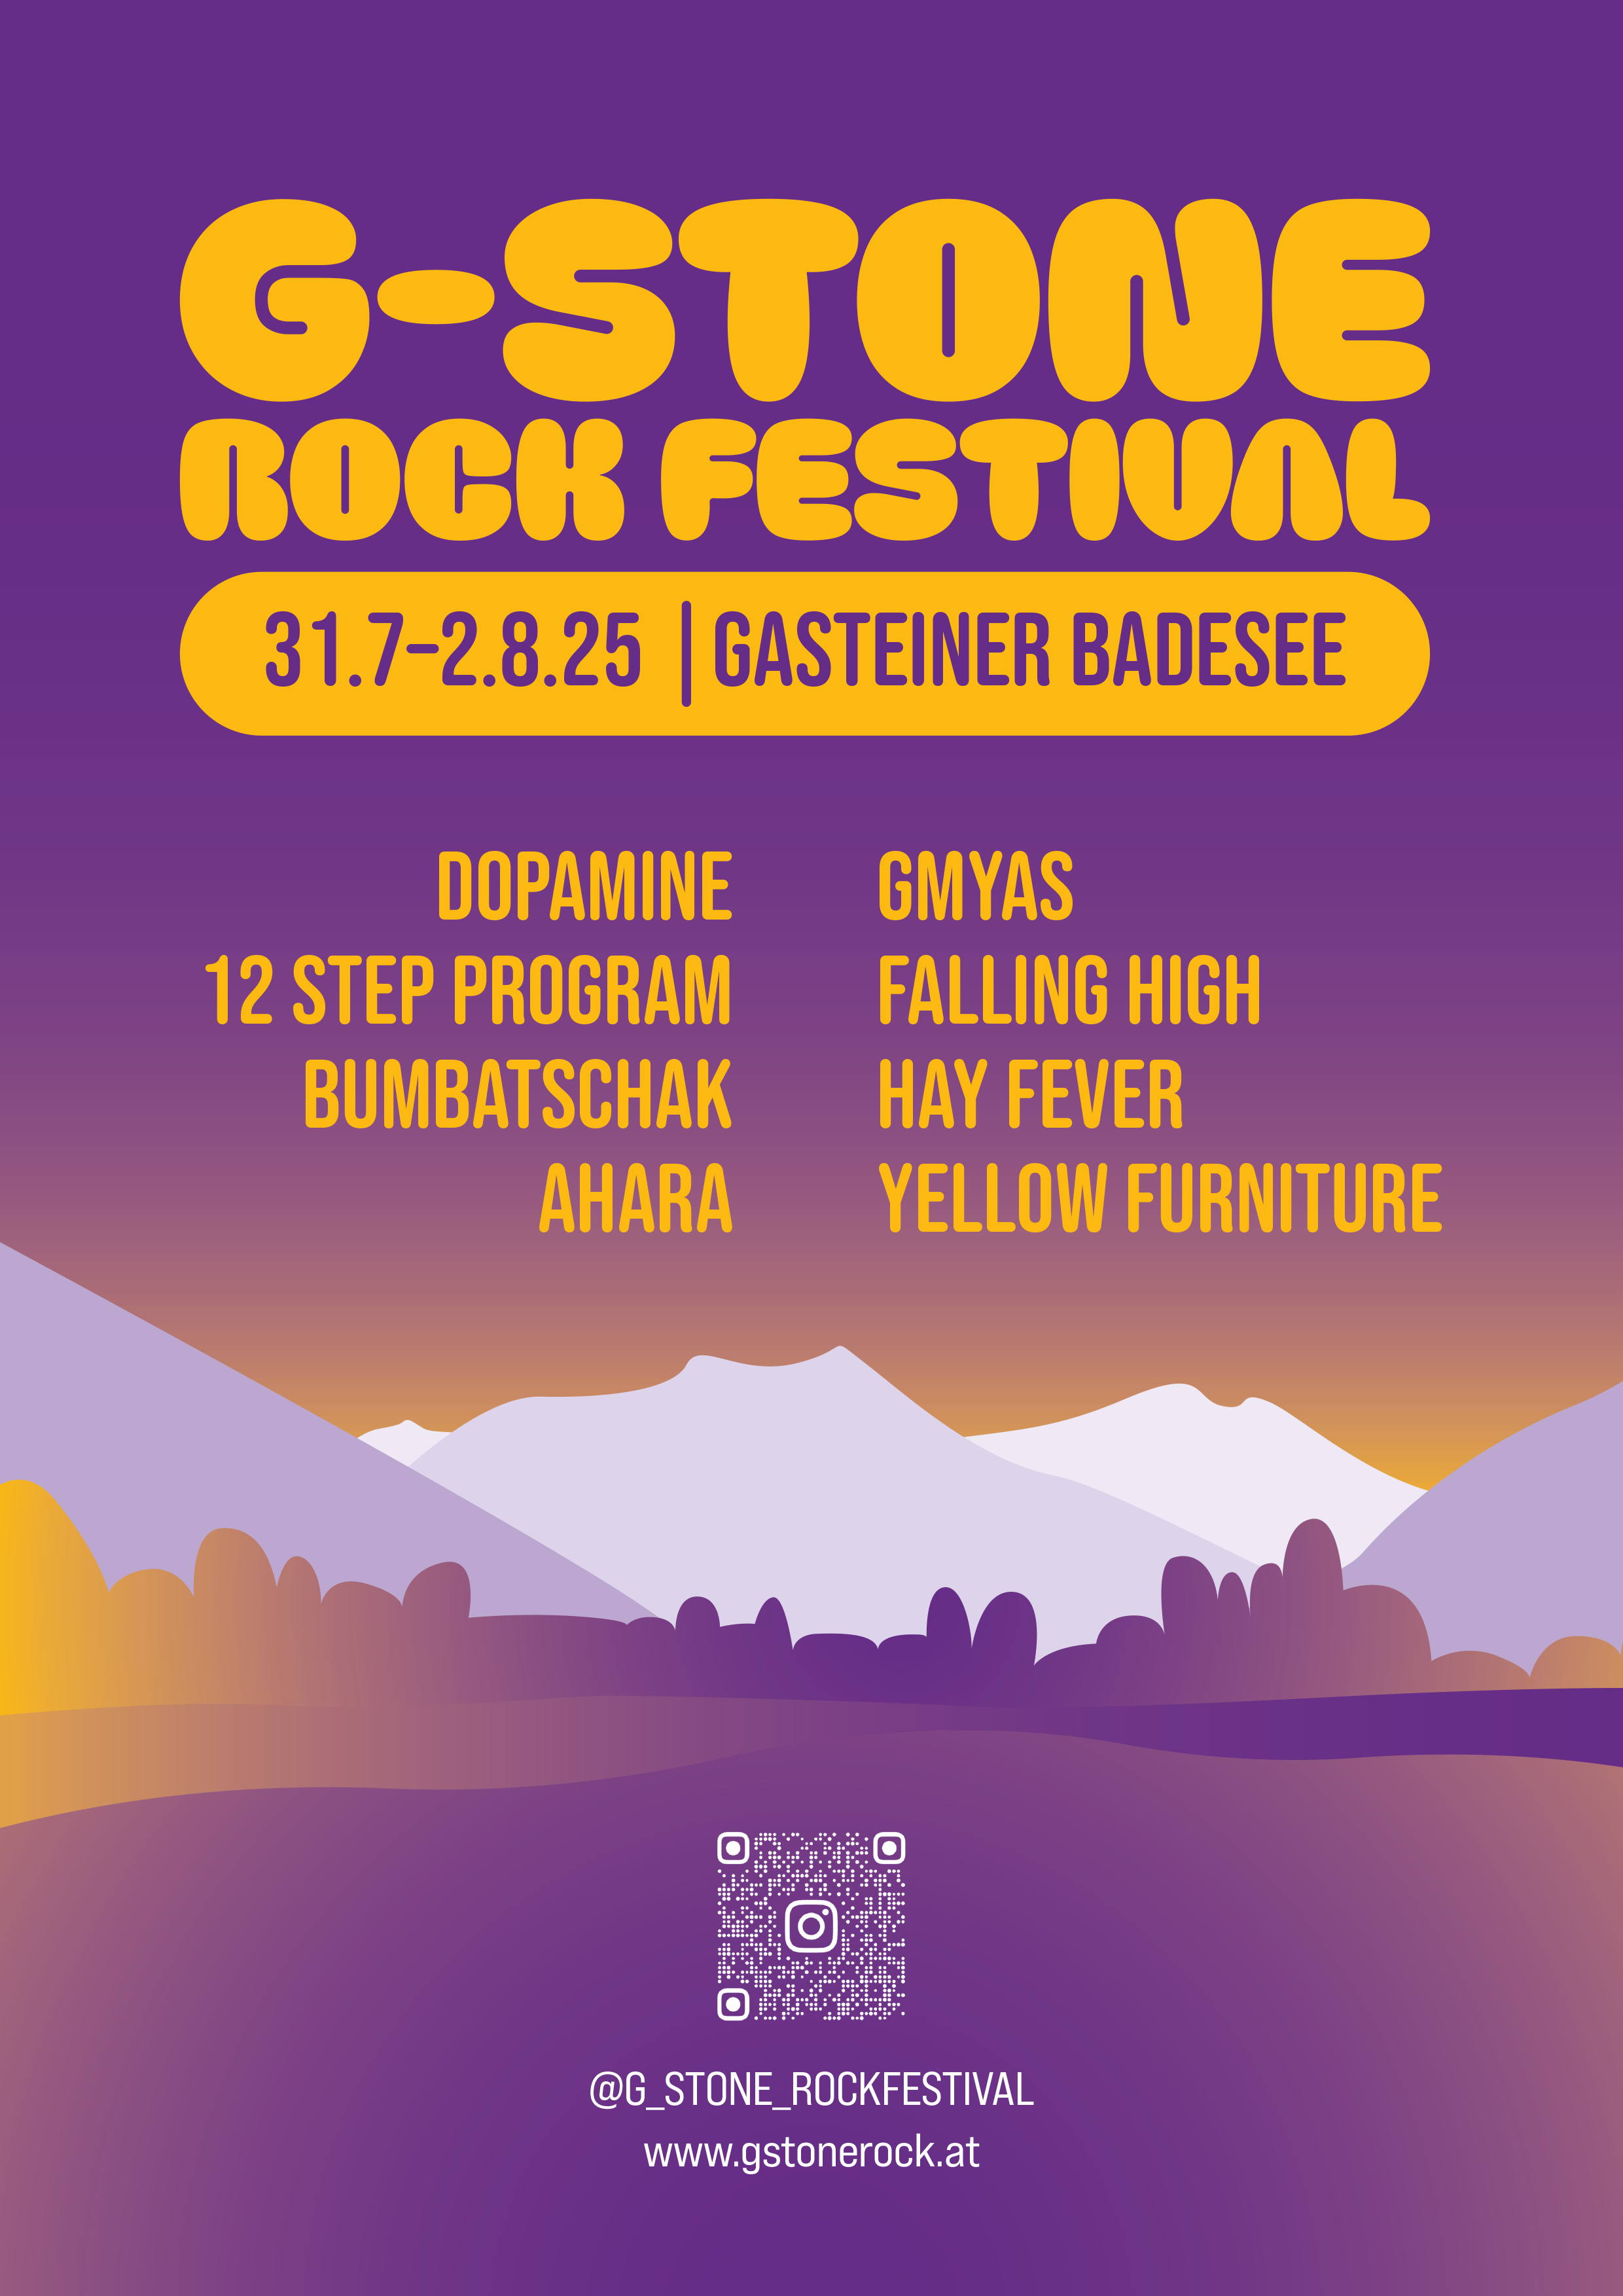 G-STONE
ROCK FESTIVAL
31.7–2.8.25 | GASTEINER BADESEE
DOPAMINE
12 STEP PROGRAM
BUMBATSCHAK
AHARA
GMYAS
FALLING HIGH
HAY FEVER
YELLOW FURNITURE
@G_STONE_ROCKFESTIVAL
www.gstonerock.at